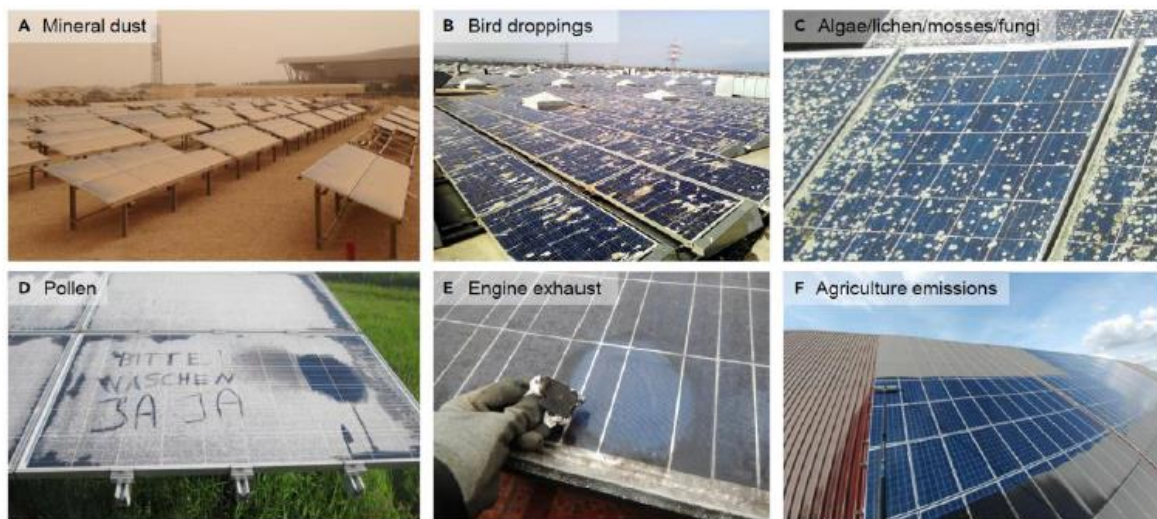 A Mineral dust
B Bird droppings
C Algae/lichen/mosses/fungi
D Pollen
BITTE
WASCHEN
JA JA
E Engine exhaust
F Agriculture emissions